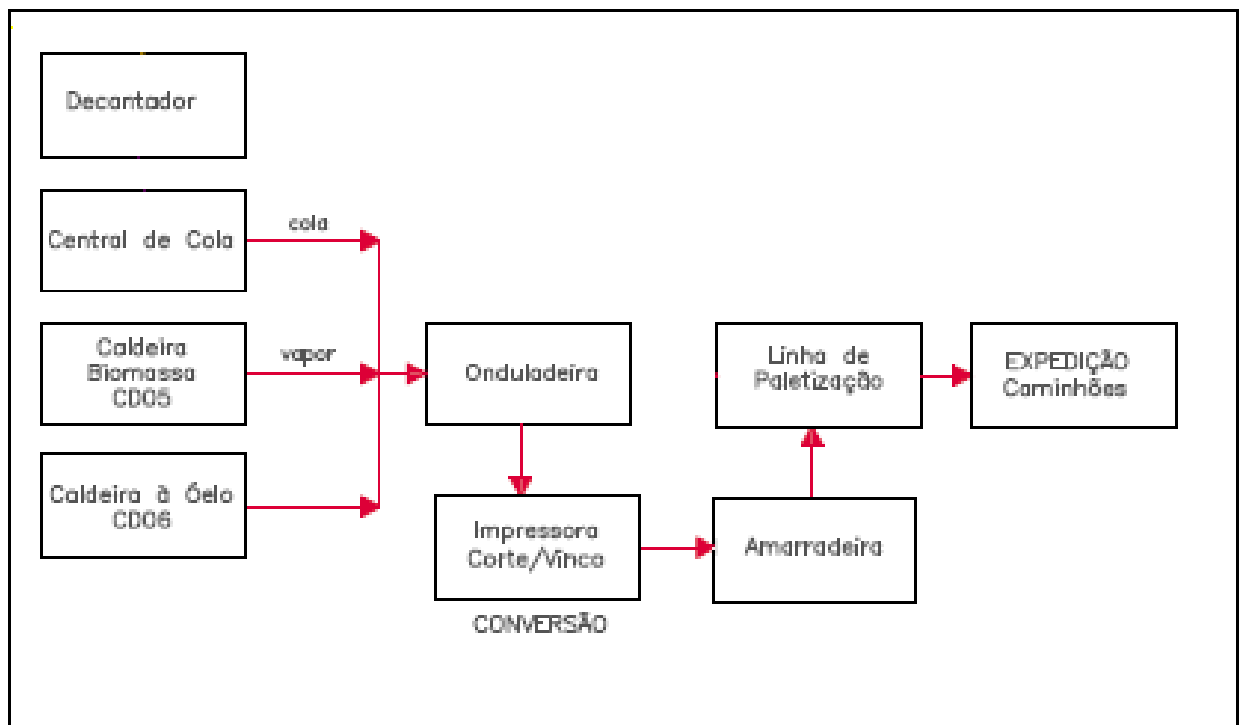 Decantador
Central de Cola
cola
Caldeira
Biomassa
CD05
vapor
Caldeira à Óelo
CD06
Onduladeira
Impressora
Corte/Vinco
CONVERSÃO
Amarradeira
Linha de
Paletização
EXPEDIÇÃO
Caminhões